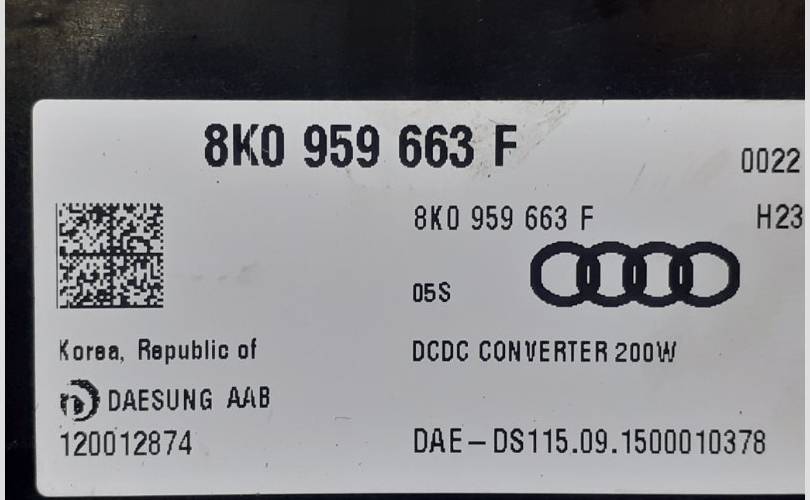 8K0 959 663 F
0022
8K0 959 663 F
H23
05S
Korea, Republic of
DCDC CONVERTER 200W
DAESUNG AAB
120012874
DAE-DS115.09.1500010378